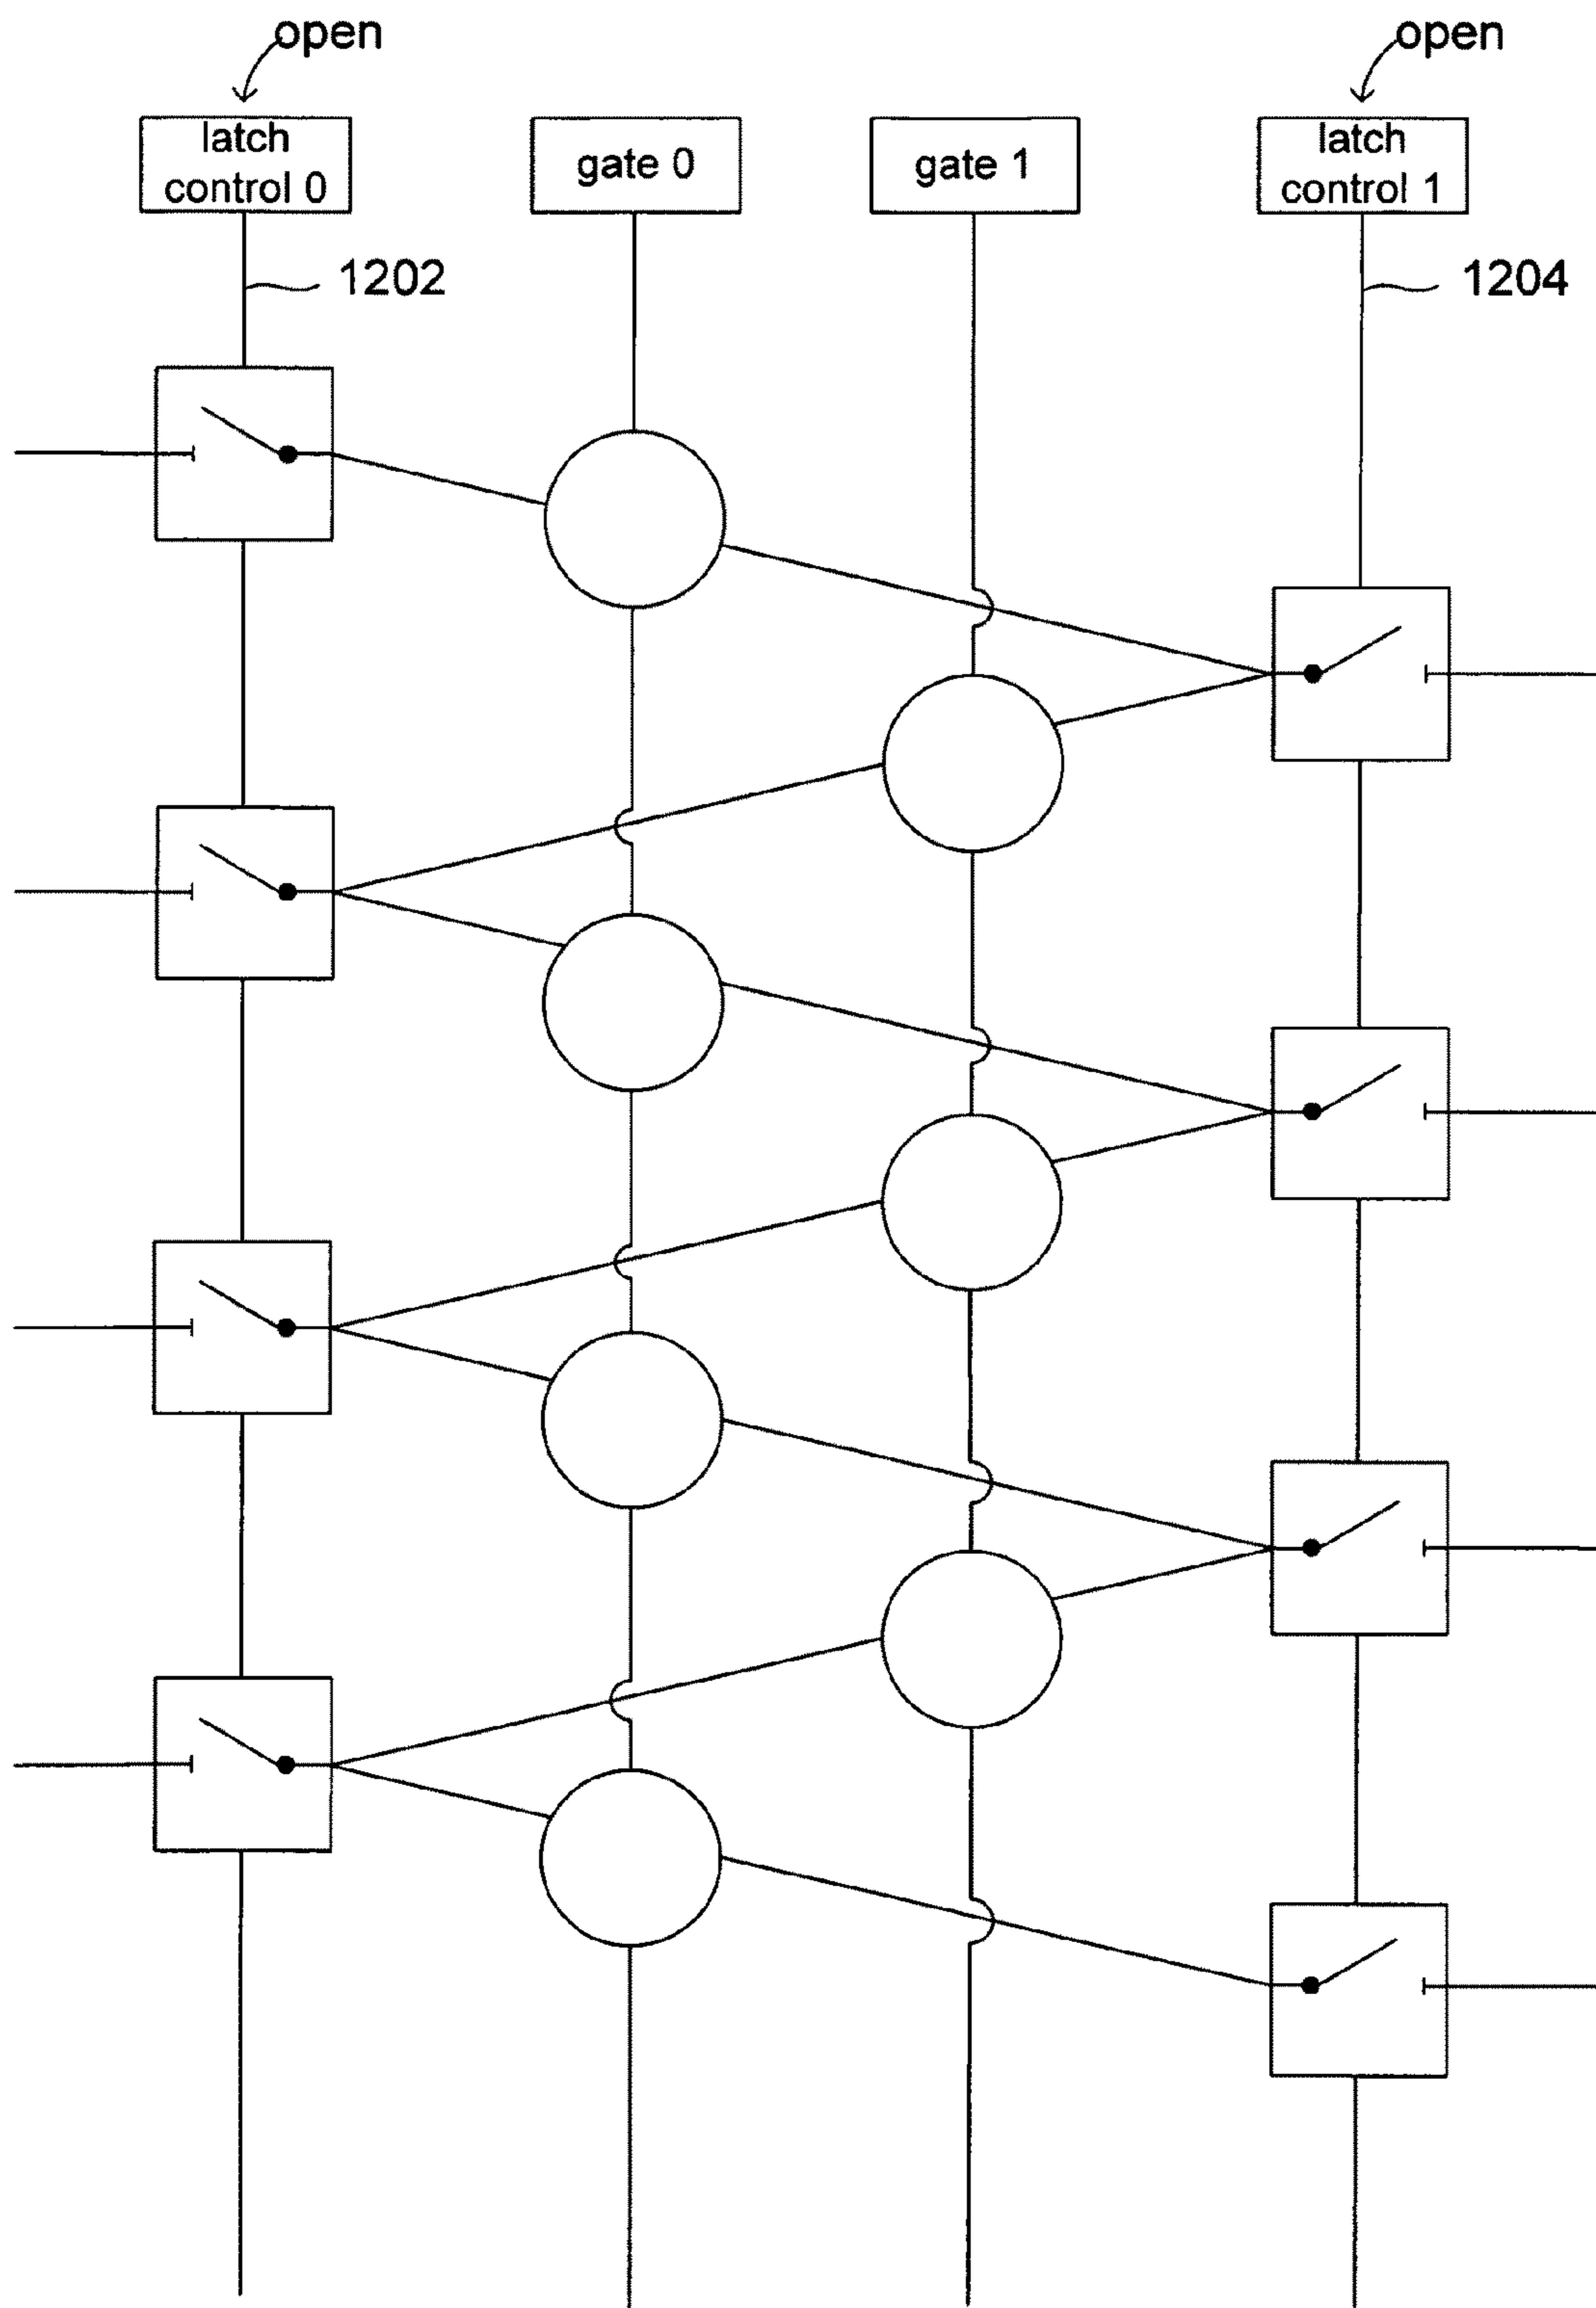 open
open
latch
control 0
gate 0
gate 1
latch
control 1
1202
1204